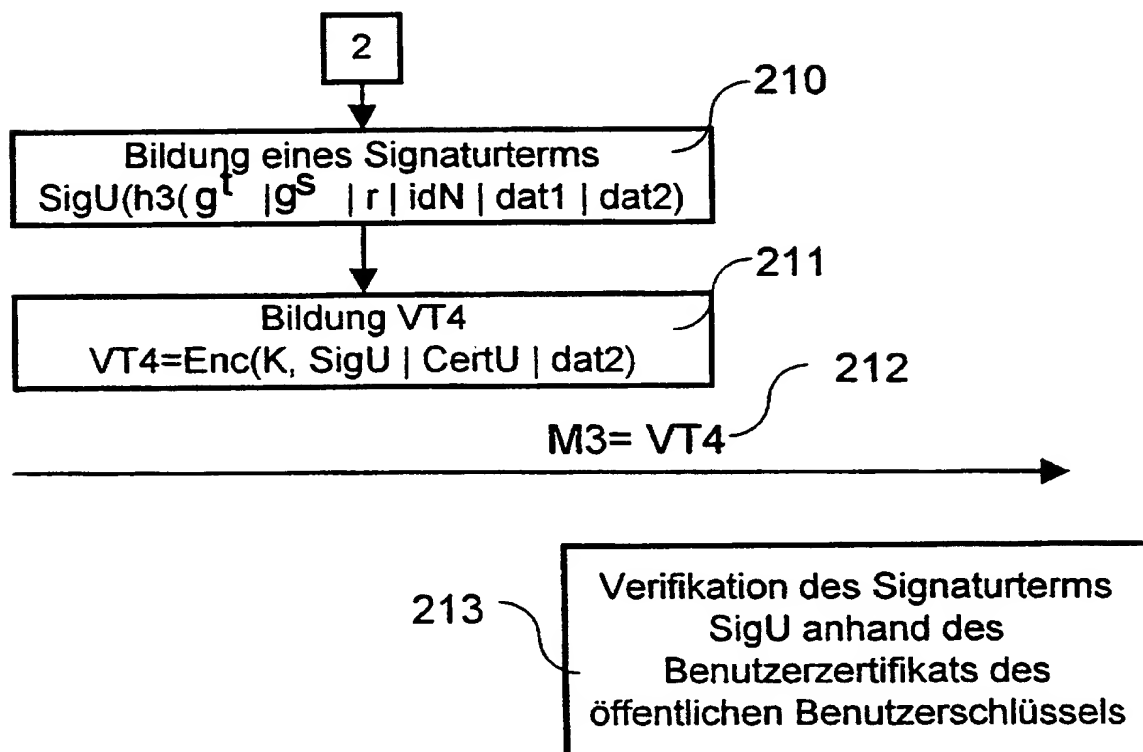 2
210
Bildung eines Signaturterms
SigU(h3( g^t |g^s | r | idN | dat1 | dat2)
211
Bildung VT4
VT4=Enc(K, SigU | CertU | dat2)
212
M3= VT4
213
Verifikation des Signaturterms
SigU anhand des
Benutzerzertifikats des
öffentlichen Benutzerschlüssels